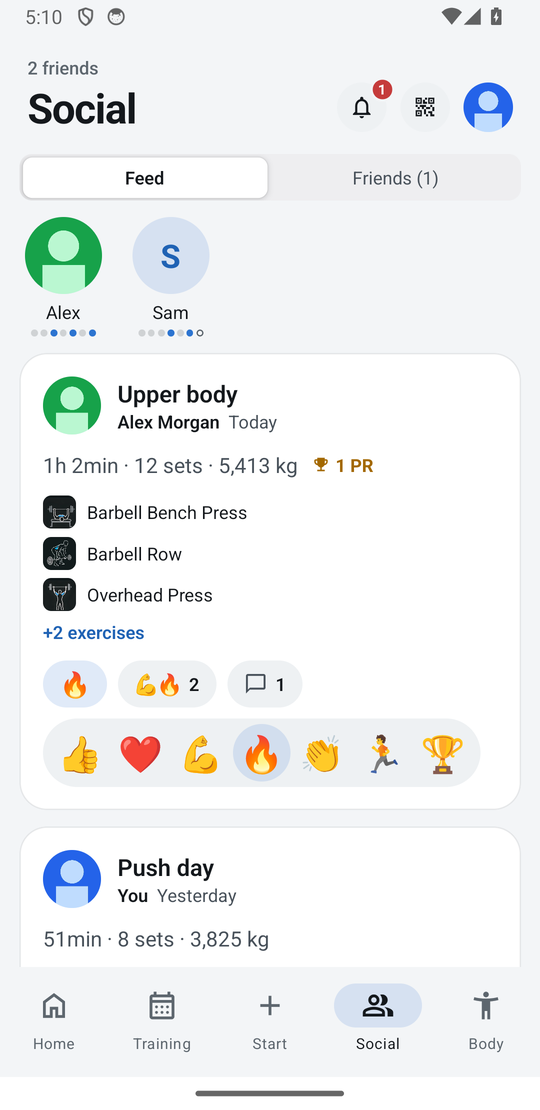 5:10
2 friends
Social
1
Feed
Friends (1)
S
Alex
Sam
Upper body
Alex Morgan Today
1h 2min · 12 sets · 5,413 kg 1 PR
Barbell Bench Press
Barbell Row
Overhead Press
+2 exercises
2
1
Push day
You Yesterday
51min · 8 sets · 3,825 kg
Home
Training
Start
Social
Body